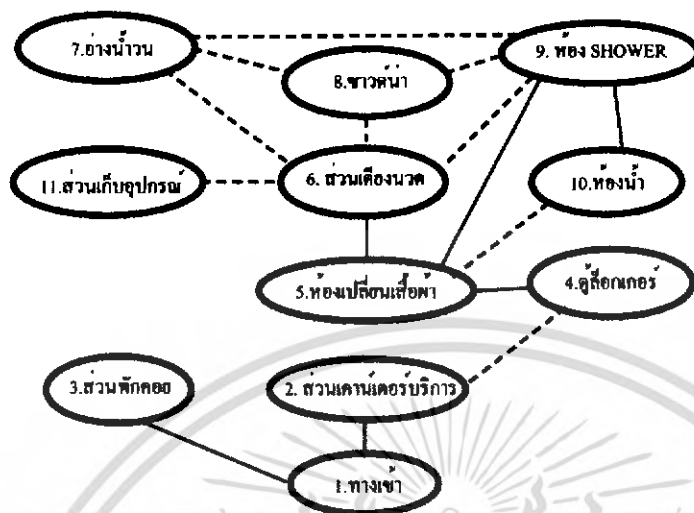 7.อ่างน้ำวน
9. ห้อง SHOWER
8.ซาวด์น่า
11.ส่วนเก็บอุปกรณ์
6. ส่วนเตียงนวด
10.ห้องน้ำ
5.ห้องเปลี่ยนเสื้อผ้า
4.ตู้ล็อกเกอร์
3.ส่วนพักคอย
2. ส่วนเคาน์เตอร์บริการ
1.ทางเข้า